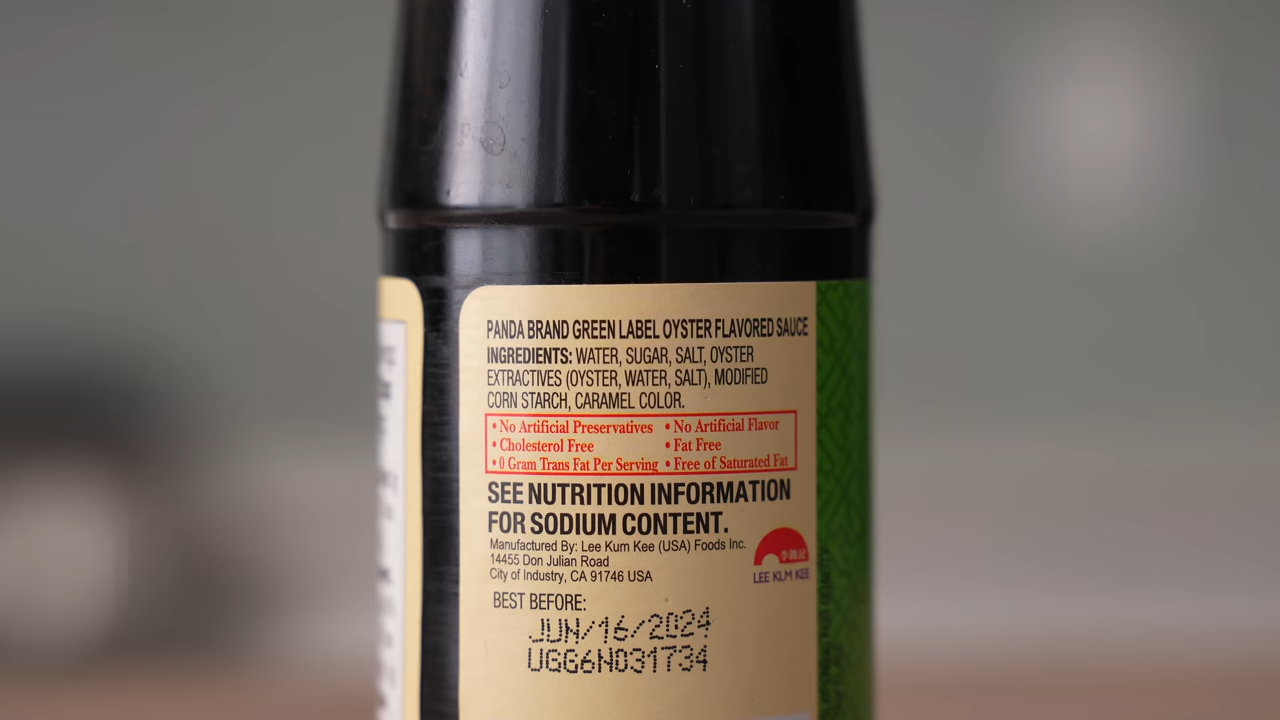 PANDA BRAND GREEN LABEL OYSTER FLAVORED SAUCE
INGREDIENTS: WATER, SUGAR, SALT, OYSTER
EXTRACTIVES (OYSTER, WATER, SALT), MODIFIED
CORN STARCH, CARAMEL COLOR.
• No Artificial Preservatives • No Artificial Flavor
• Cholesterol Free • Fat Free
• 0 Gram Trans Fat Per Serving • Free of Saturated Fat
SEE NUTRITION INFORMATION
FOR SODIUM CONTENT.
Manufactured By: Lee Kum Kee (USA) Foods Inc.
14455 Don Julian Road
City of Industry, CA 91746 USA
李錦記
LEE KUM KEE
BEST BEFORE:
JUN/16/2024
UGG6N031734